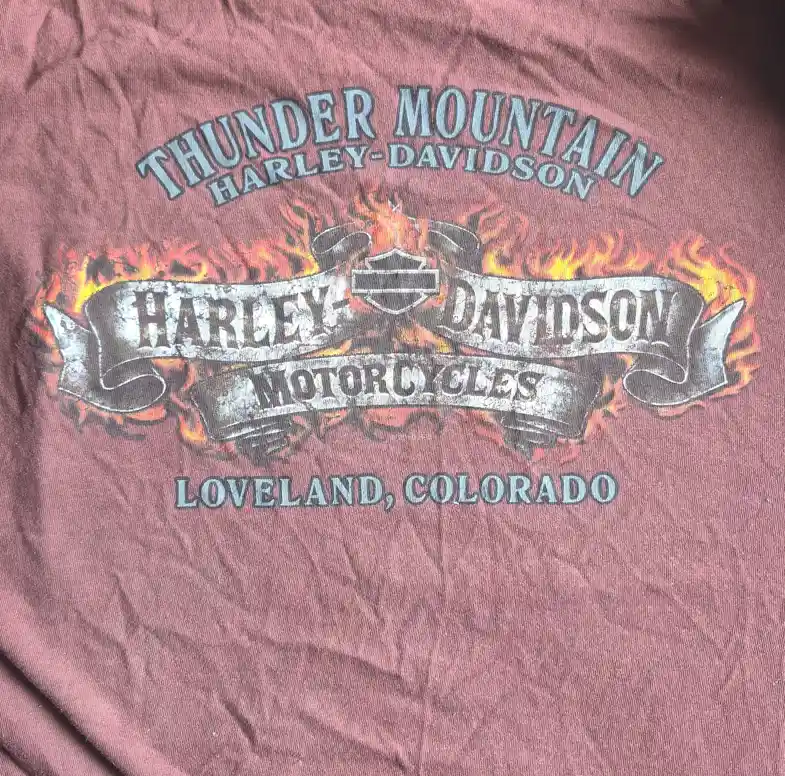 THUNDER MOUNTAIN
HARLEY-DAVIDSON
HARLEY-DAVIDSON
MOTORCYCLES
LOVELAND, COLORADO